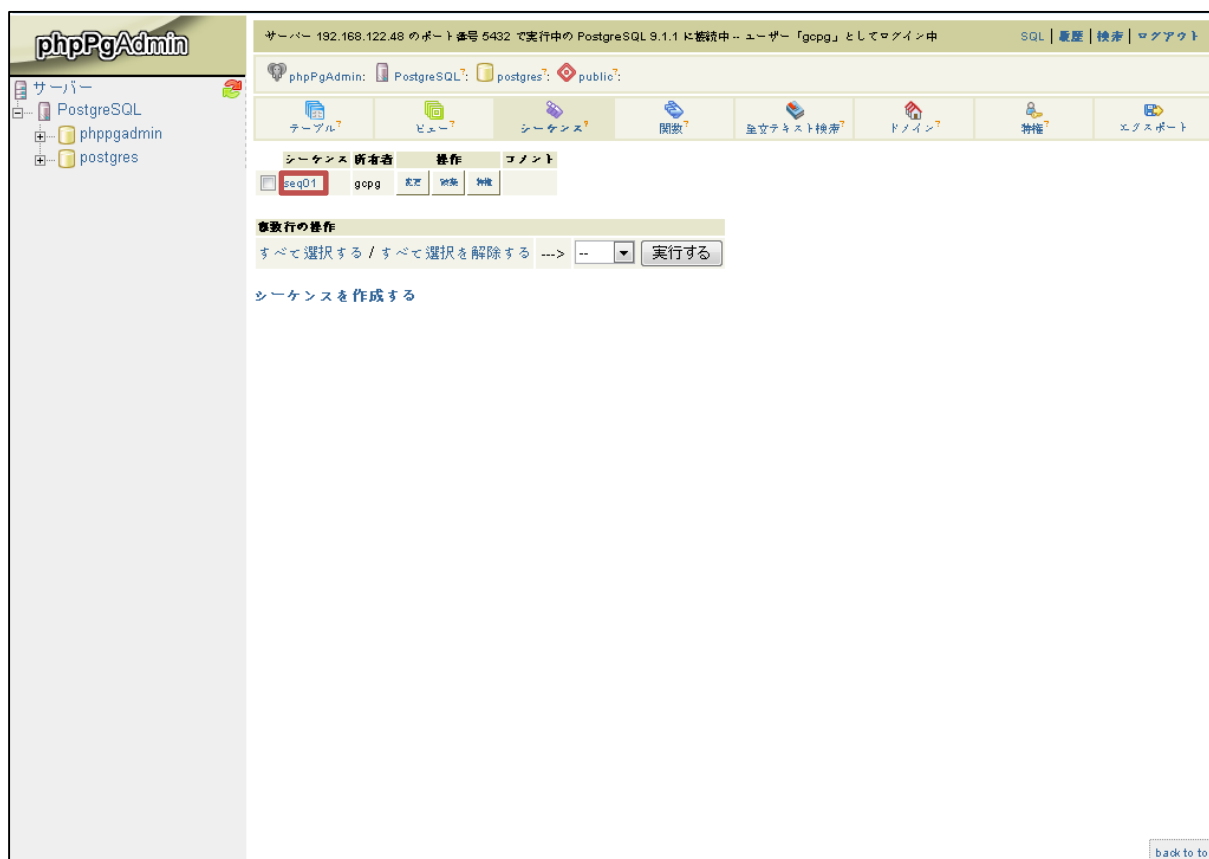 phpPgAdmin
サーバー 192.168.122.48 のポート番号 5432 で実行中の PostgreSQL 9.1.1 に接続中 -- ユーザー「gcpg」としてログイン中
SQL | 履歴 | 検索 | ログアウト
phpPgAdmin: PostgreSQL?: postgres?: public?:
サーバー
PostgreSQL
phppgadmin
postgres
テーブル? ビュー? シーケンス? 関数? 全文テキスト検索? ドメイン? 特権? エクスポート
シーケンス 所有者 操作 コメント
seq01 gcpg 変更 破棄 特権
複数行の操作
すべて選択する / すべて選択を解除する ---> -- 実行する
シーケンスを作成する
back to to